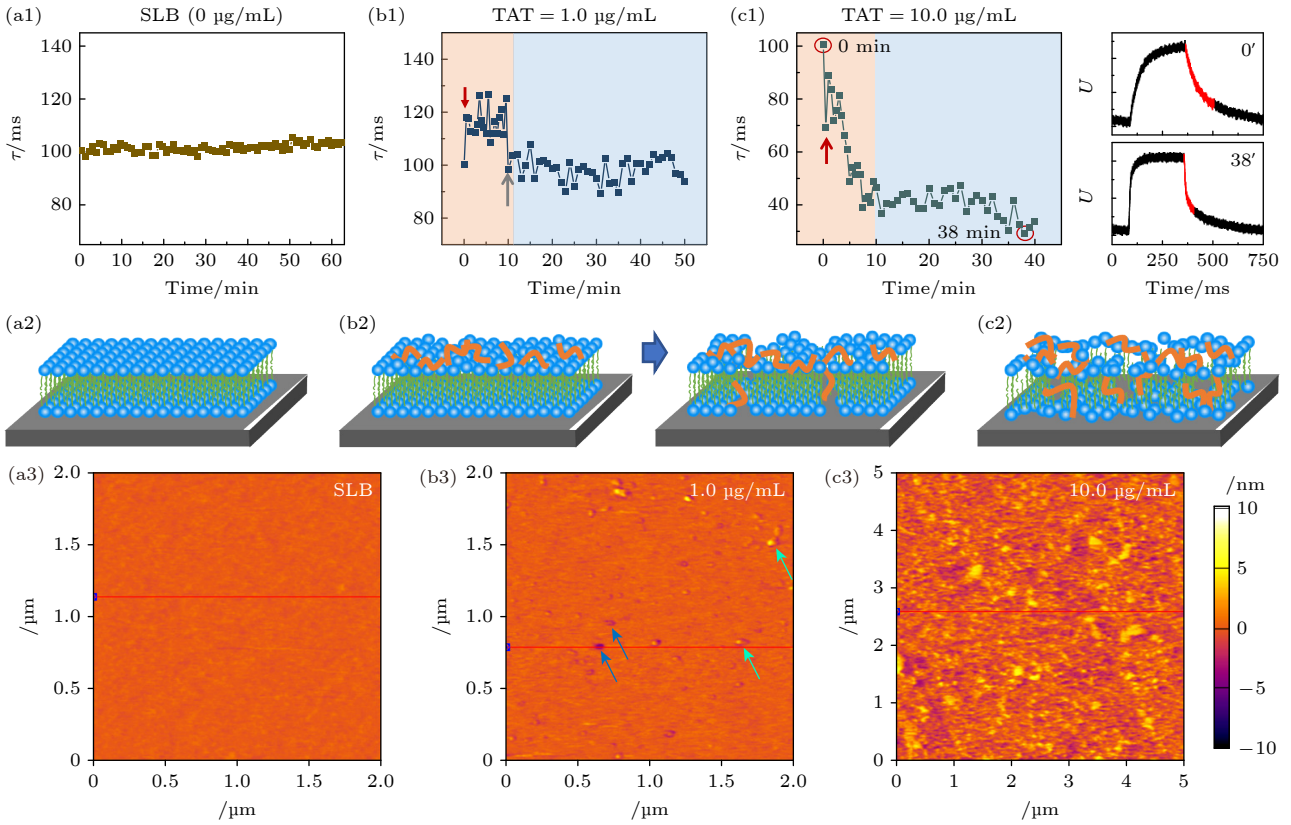 (a1) SLB (0 µg/mL)
140
120
100
80
τ/ms
0 10 20 30 40 50 60
Time/min
(b1) TAT = 1.0 µg/mL
140
120
100
80
τ/ms
0 10 20 30 40 50
Time/min
(c1) TAT = 10.0 µg/mL
100
80
60
40
τ/ms
0 min
38 min
0 10 20 30 40
Time/min
U
0′
U
38′
0 250 500 750
Time/ms
(a2)
(b2)
(c2)
(a3)
SLB
2.0
1.5
1.0
0.5
0
/µm
0 0.5 1.0 1.5 2.0
/µm
(b3)
1.0 µg/mL
2.0
1.5
1.0
0.5
0
/µm
0 0.5 1.0 1.5 2.0
/µm
(c3)
10.0 µg/mL
5
4
3
2
1
0
/µm
0 1 2 3 4 5
/µm
/nm
10
5
0
−5
−10